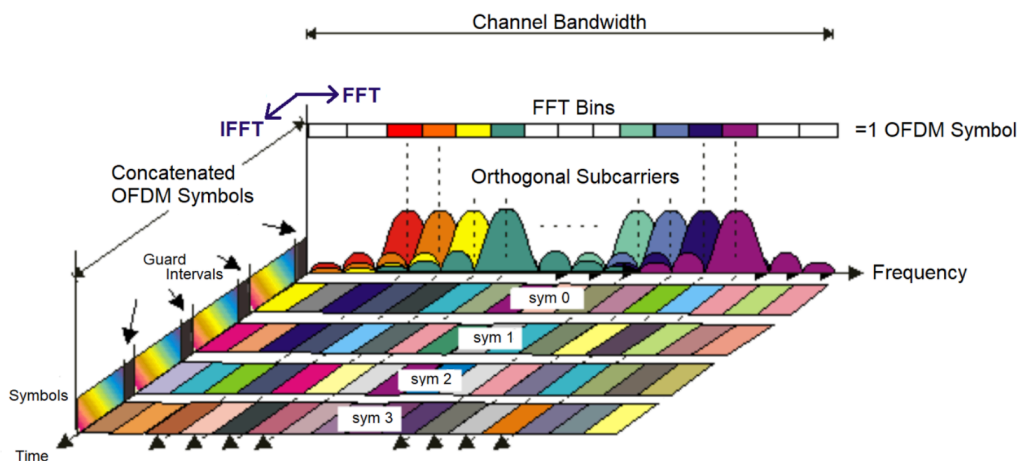 Channel Bandwidth
FFT
IFFT
FFT Bins
=1 OFDM Symbol
Concatenated
OFDM Symbols
Orthogonal Subcarriers
Guard
Intervals
Frequency
sym 0
sym 1
sym 2
Symbols
sym 3
Time